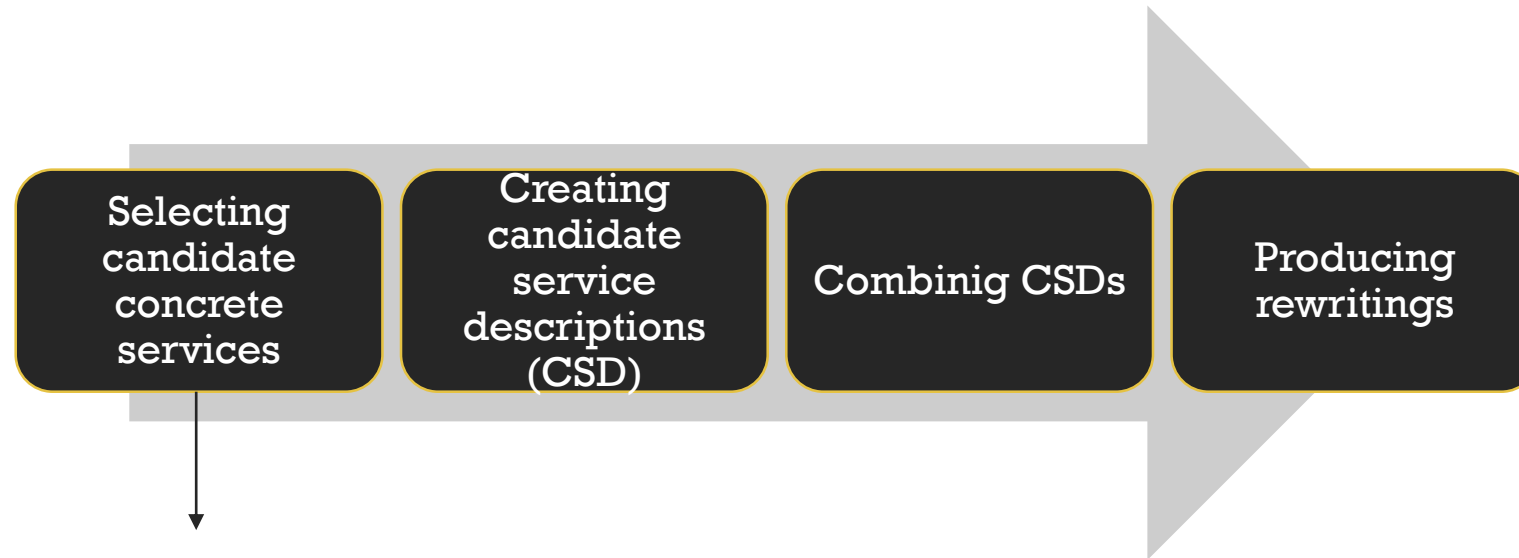 Selecting
candidate
concrete
services
Creating
candidate
service
descriptions
(CSD)
Combinig CSDs
Producing
rewritings